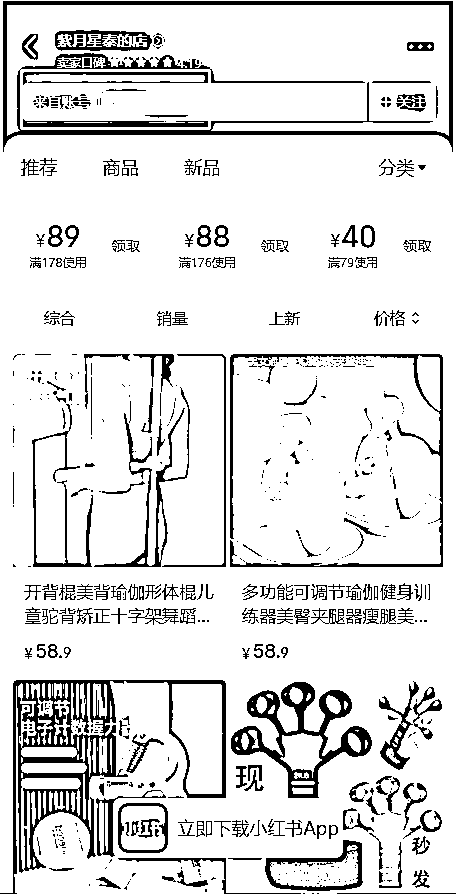 紫月星泰的店
卖家口碑
来自账号
关注
推荐 商品 新品 分类
¥89 领取 ¥88 领取 ¥40 领取
满178使用 满176使用 满79使用
综合 销量 上新 价格
开背棍美背瑜伽形体棍儿
童驼背矫正十字架舞蹈...
¥58.9
多功能可调节瑜伽健身训
练器美臀夹腿器瘦腿美...
¥58.9
可调节
电子计数握力
现
秒
发
小红书
立即下载小红书App